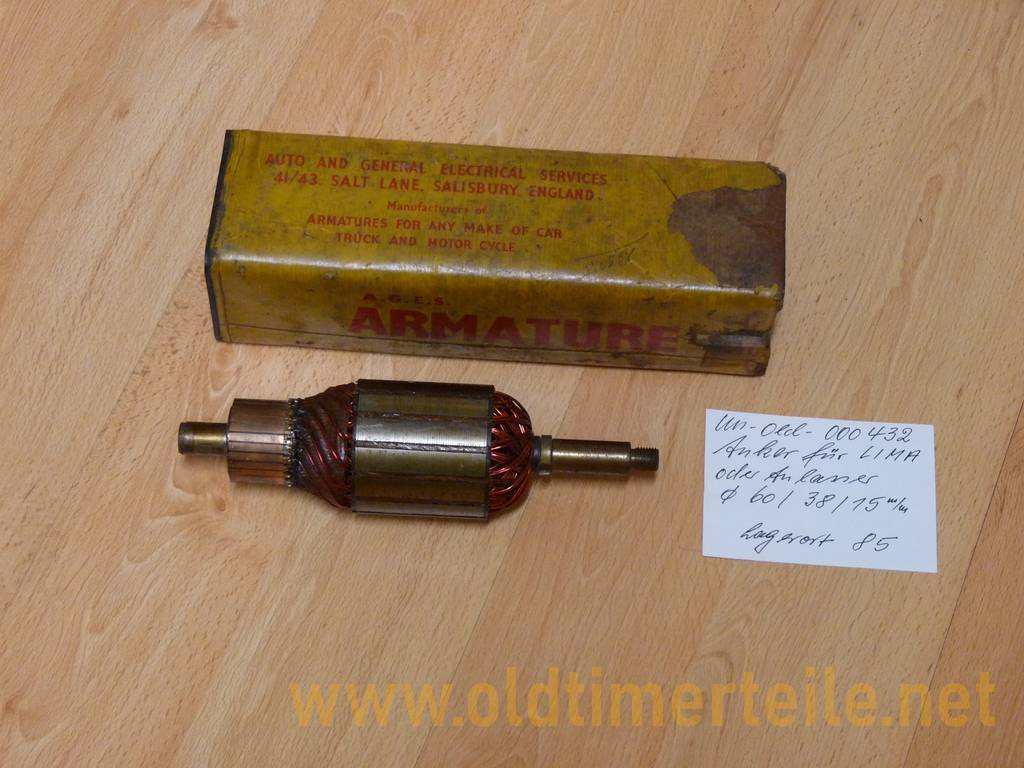 AUTO AND GENERAL ELECTRICAL SERVICES
41/43. SALT LANE. SALISBURY. ENGLAND.
Manufacturers of
ARMATURES FOR ANY MAKE OF CAR
TRUCK AND MOTOR CYCLE
A.G.E.S.
ARMATURE
Un-Old-000432
Anker für LIMA
oder Anlasser
φ 60/38/15 m/m
Lagerort 85
www.oldtimerteile.net